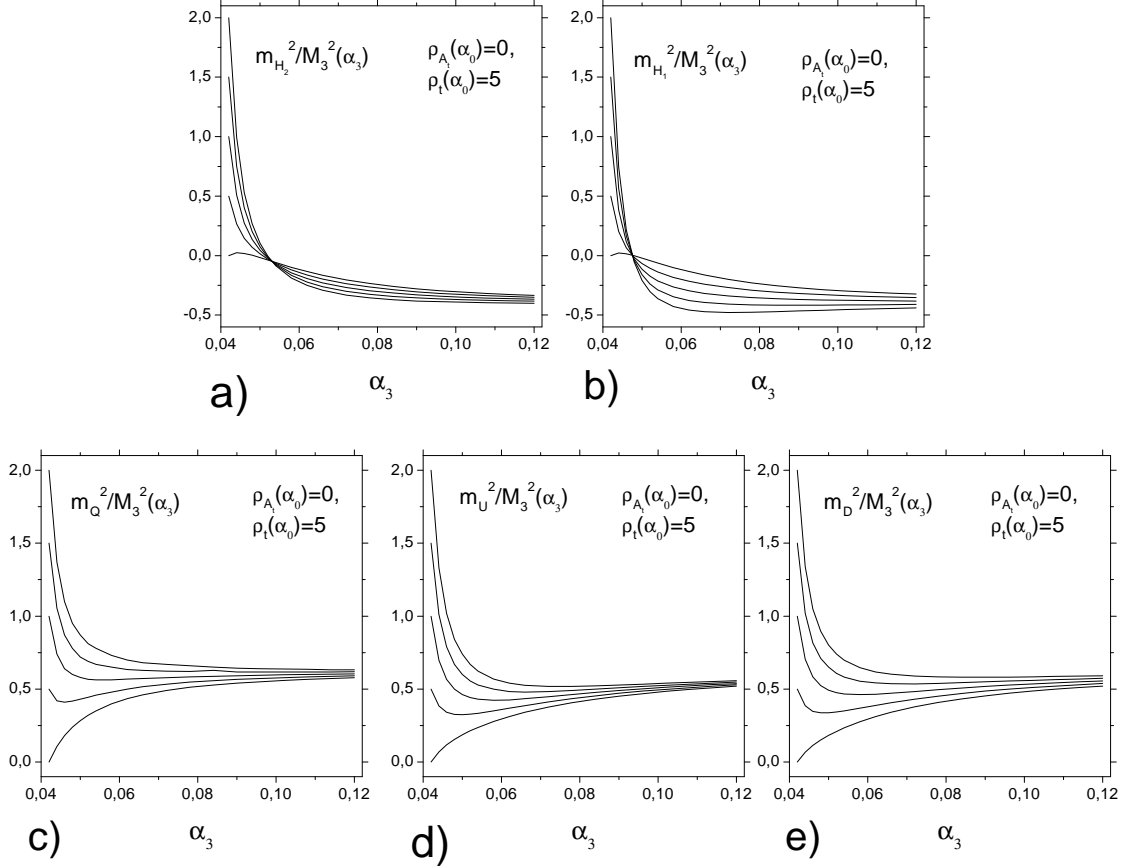 m_{H_2}^2/M_3^2(α_3)
ρ_{A_t}(α_0)=0,
ρ_t(α_0)=5
2,0
1,5
1,0
0,5
0,0
-0,5
0,04 0,06 0,08 0,10 0,12
a)
α_3
m_{H_1}^2/M_3^2(α_3)
ρ_{A_t}(α_0)=0,
ρ_t(α_0)=5
2,0
1,5
1,0
0,5
0,0
-0,5
0,04 0,06 0,08 0,10 0,12
b)
α_3
m_Q^2/M_3^2(α_3)
ρ_{A_t}(α_0)=0,
ρ_t(α_0)=5
2,0
1,5
1,0
0,5
0,0
0,04 0,06 0,08 0,10 0,12
c)
α_3
m_U^2/M_3^2(α_3)
ρ_{A_t}(α_0)=0,
ρ_t(α_0)=5
2,0
1,5
1,0
0,5
0,0
0,04 0,06 0,08 0,10 0,12
d)
α_3
m_D^2/M_3^2(α_3)
ρ_{A_t}(α_0)=0,
ρ_t(α_0)=5
2,0
1,5
1,0
0,5
0,0
0,04 0,06 0,08 0,10 0,12
e)
α_3